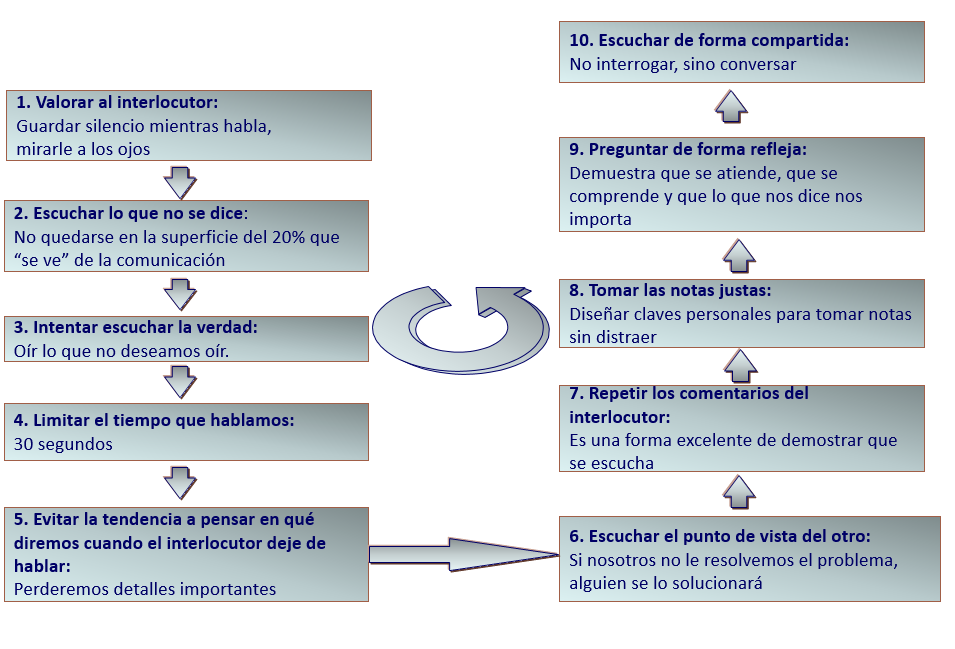 1. Valorar al interlocutor:
Guardar silencio mientras habla,
mirarle a los ojos
2. Escuchar lo que no se dice:
No quedarse en la superficie del 20% que
“se ve” de la comunicación
3. Intentar escuchar la verdad:
Oír lo que no deseamos oír.
4. Limitar el tiempo que hablamos:
30 segundos
5. Evitar la tendencia a pensar en qué
diremos cuando el interlocutor deje de
hablar:
Perderemos detalles importantes
6. Escuchar el punto de vista del otro:
Si nosotros no le resolvemos el problema,
alguien se lo solucionará
7. Repetir los comentarios del
interlocutor:
Es una forma excelente de demostrar que
se escucha
8. Tomar las notas justas:
Diseñar claves personales para tomar notas
sin distraer
9. Preguntar de forma refleja:
Demuestra que se atiende, que se
comprende y que lo que nos dice nos
importa
10. Escuchar de forma compartida:
No interrogar, sino conversar